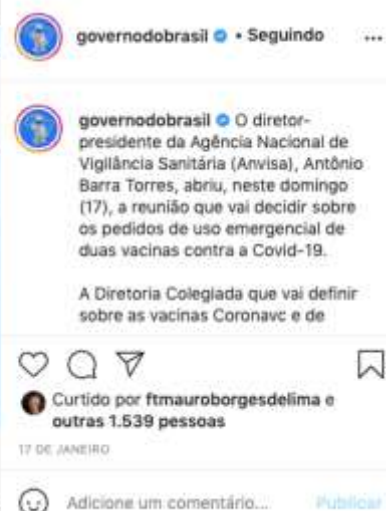 governodobrasil • Seguindo ...
governodobrasil O diretor-
presidente da Agência Nacional de
Vigilância Sanitária (Anvisa), Antônio
Barra Torres, abriu, neste domingo
(17), a reunião que vai decidir sobre
os pedidos de uso emergencial de
duas vacinas contra a Covid-19.
A Diretoria Colegiada que vai definir
sobre as vacinas Coronavc e de
Curtido por ftmauroborgesdelima e
outras 1.539 pessoas
17 DE JANEIRO
Adicione um comentário... Publicar